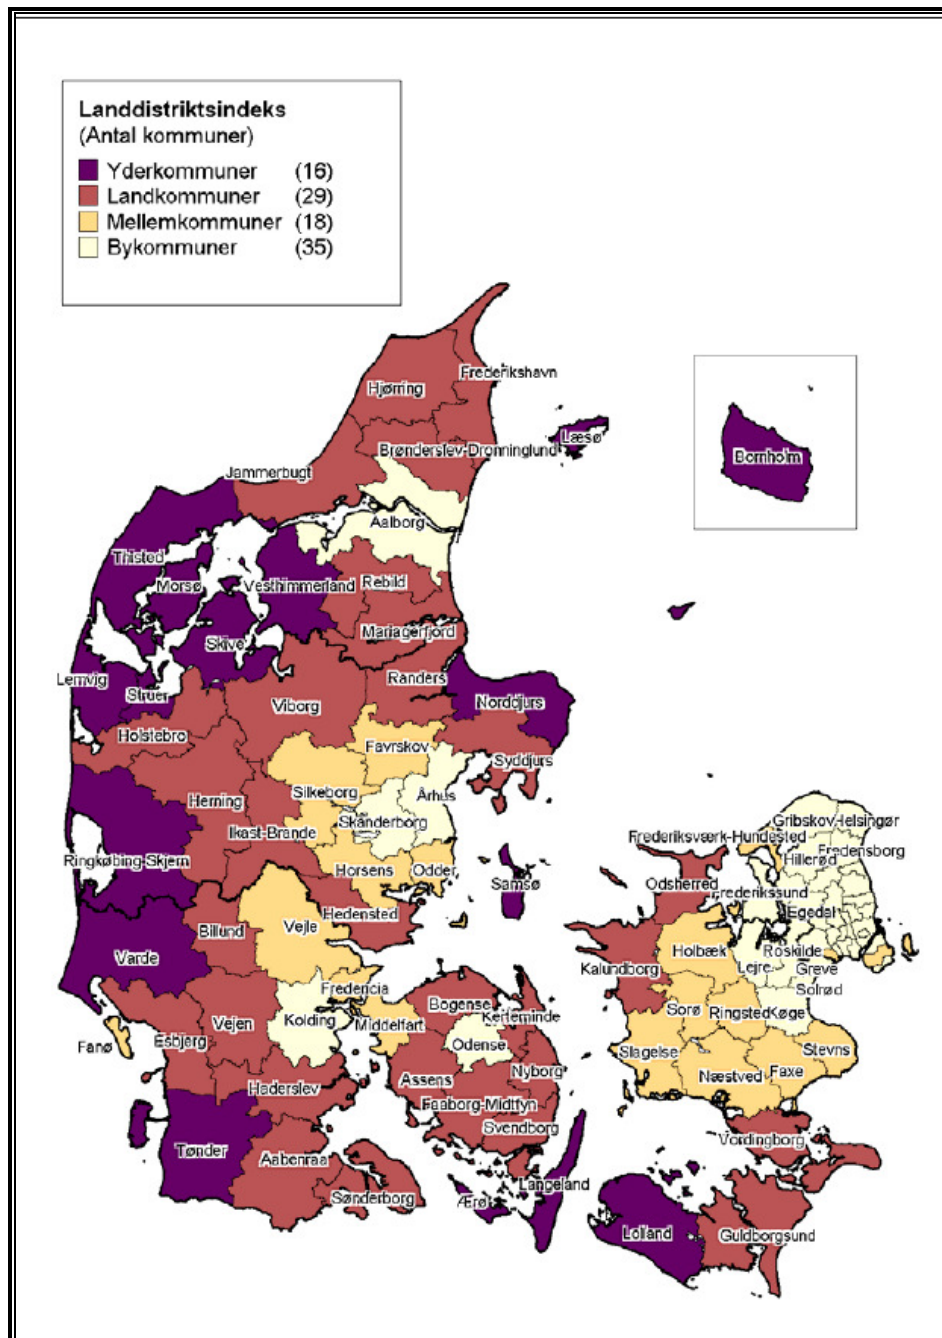 Landdistriktsindeks
(Antal kommuner)
Yderkommuner (16)
Landkommuner (29)
Mellemkommuner (18)
Bykommuner (35)
Frederikshavn
Hjørring
Læsø
Brønderslev-Dronninglund
Bornholm
Jammerbugt
Aalborg
Thisted
Morsø
Vesthimmerland
Rebild
Mariagerfjord
Skive
Lemvig
Struer
Randers
Norddjurs
Viborg
Holstebro
Favrskov
Syddjurs
Silkeborg
Århus
Herning
Skanderborg
Ikast-Brande
Gribskov
Helsingør
Frederiksværk-Hundested
Hillerød
Fredensborg
Ringkøbing-Skjern
Horsens
Odder
Samsø
Odsherred
Frederikssund
Egedal
Hedensted
Billund
Vejle
Varde
Holbæk
Roskilde
Kalundborg
Lejre
Greve
Solrød
Fredericia
Bogense
Kerteminde
Sorø
Ringsted
Køge
Kolding
Middelfart
Vejen
Fanø
Esbjerg
Odense
Nyborg
Slagelse
Stevns
Næstved
Faxe
Haderslev
Assens
Faaborg-Midtfyn
Svendborg
Vordingborg
Tønder
Aabenraa
Sønderborg
Ærø
Langeland
Lolland
Guldborgsund